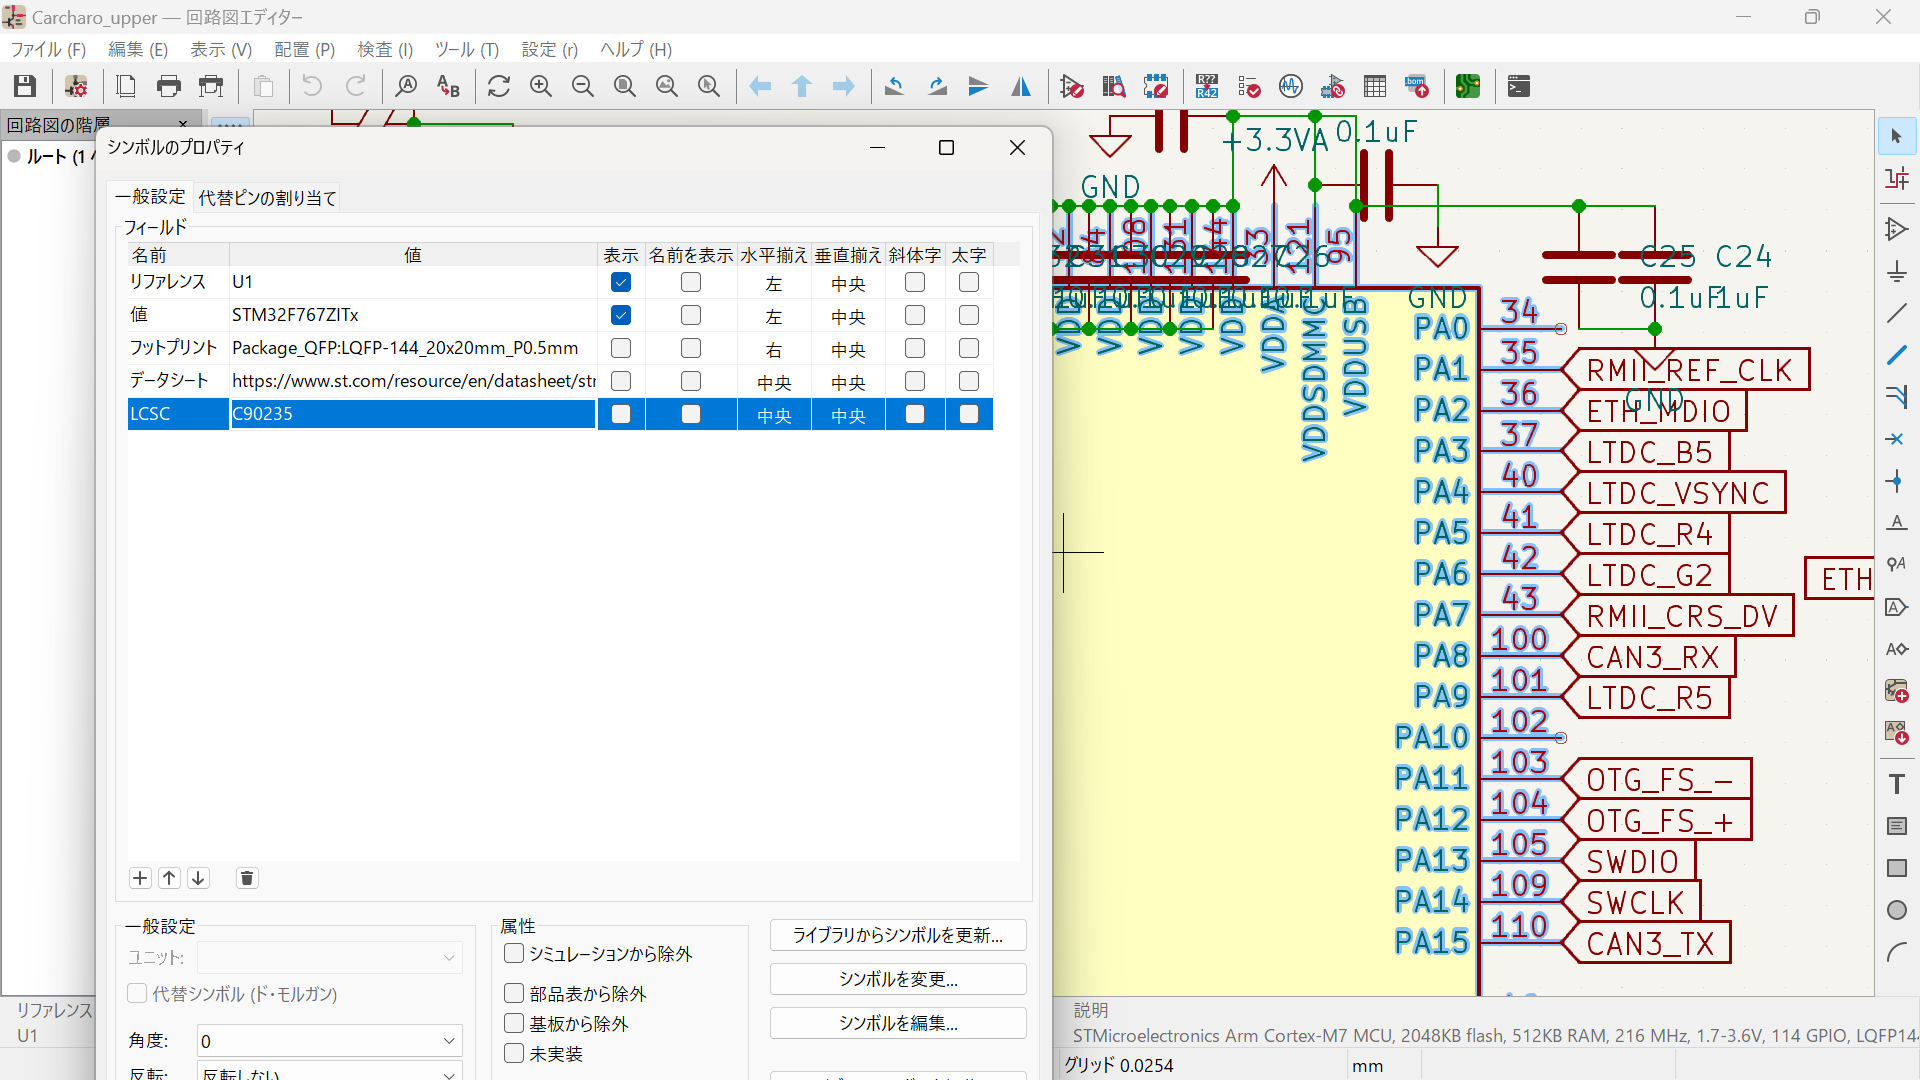 Carcharo_upper — 回路図エディター
ファイル (F) 編集 (E) 表示 (V) 配置 (P) 検査 (I) ツール (T) 設定 (r) ヘルプ (H)
回路図の階層
ルート (1
シンボルのプロパティ
一般設定 代替ピンの割り当て
フィールド
名前 値 表示 名前を表示 水平揃え 垂直揃え 斜体字 太字
リファレンス U1 左 中央
値 STM32F767ZITx 左 中央
フットプリント Package_QFP:LQFP-144_20x20mm_P0.5mm 右 中央
データシート https://www.st.com/resource/en/datasheet/str 中央 中央
LCSC C90235 中央 中央
一般設定
ユニット:
代替シンボル (ド・モルガン)
角度: 0
反転: 反転しない
属性
シミュレーションから除外
部品表から除外
基板から除外
未実装
ライブラリからシンボルを更新...
シンボルを変更...
シンボルを編集...
+3.3VA 0.1uF
GND
84 108 131 144 33 121 95
C25 C24
0.1uF 1uF
GND
GND
VDD VDD VDD VDD VDD VDDA VDDSDMMC VDDUSB
PA0 34
PA1 35 RMII_REF_CLK
PA2 36 ETH_MDIO
PA3 37 LTDC_B5
PA4 40 LTDC_VSYNC
PA5 41 LTDC_R4
PA6 42 LTDC_G2
PA7 43 RMII_CRS_DV
PA8 100 CAN3_RX
PA9 101 LTDC_R5
PA10 102
PA11 103 OTG_FS_-
PA12 104 OTG_FS_+
PA13 105 SWDIO
PA14 109 SWCLK
PA15 110 CAN3_TX
ETH
リファレンス
U1
説明
STMicroelectronics Arm Cortex-M7 MCU, 2048KB flash, 512KB RAM, 216 MHz, 1.7-3.6V, 114 GPIO, LQFP14
グリッド 0.0254 mm